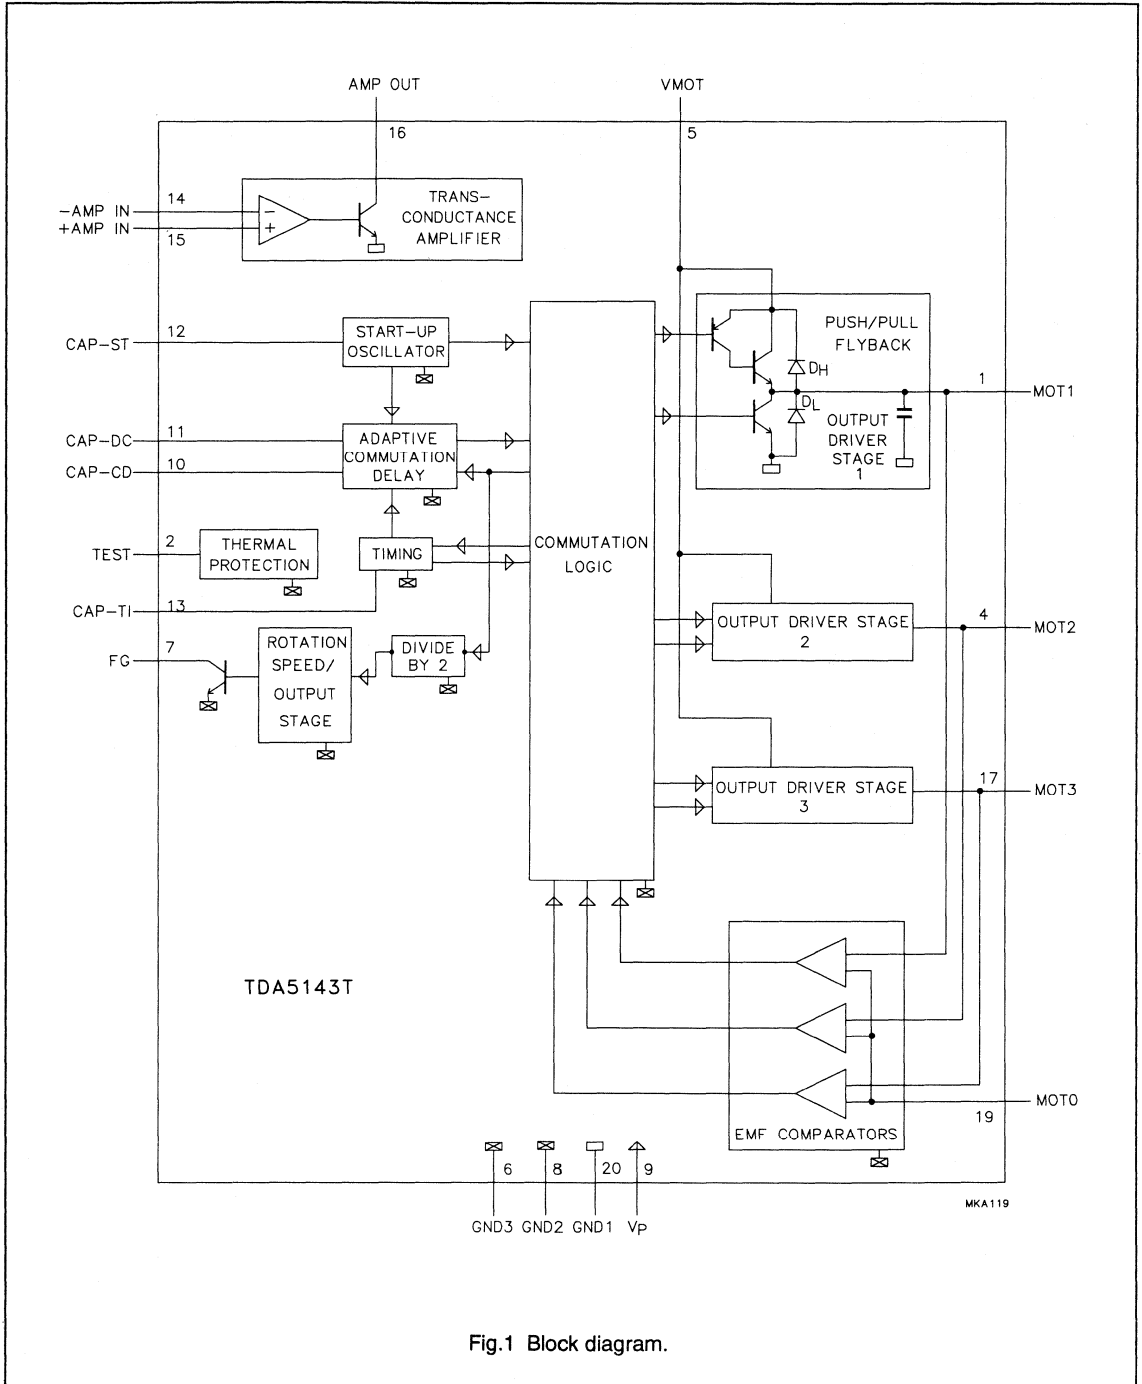 AMP OUT
VMOT
16
5
14
-AMP IN
+AMP IN
15
-
+
TRANS-
CONDUCTANCE
AMPLIFIER
12
CAP-ST
START-UP
OSCILLATOR
PUSH/PULL
FLYBACK
DH
1
MOT1
DL
OUTPUT
DRIVER
STAGE
1
11
CAP-DC
10
CAP-CD
ADAPTIVE
COMMUTATION
DELAY
2
TEST
THERMAL
PROTECTION
TIMING
COMMUTATION
LOGIC
13
CAP-TI
7
FG
ROTATION
SPEED/
OUTPUT
STAGE
DIVIDE
BY 2
OUTPUT DRIVER STAGE
2
4
MOT2
OUTPUT DRIVER STAGE
3
17
MOT3
TDA5143T
MOT0
19
EMF COMPARATORS
6
8
20
9
GND3
GND2
GND1
VP
MKA119
Fig.1 Block diagram.